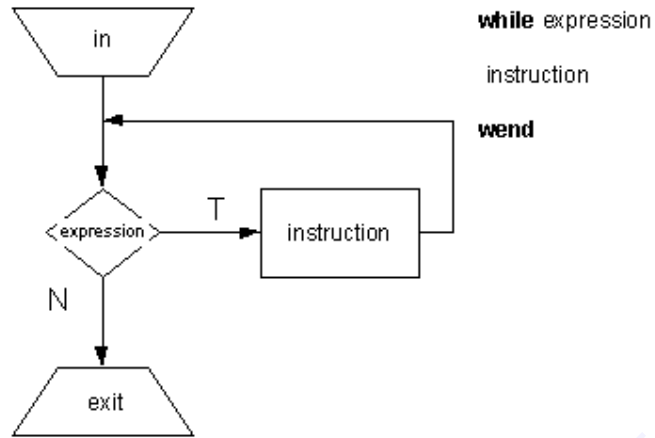 in
while expression
instruction
wend
expression
T
instruction
N
exit